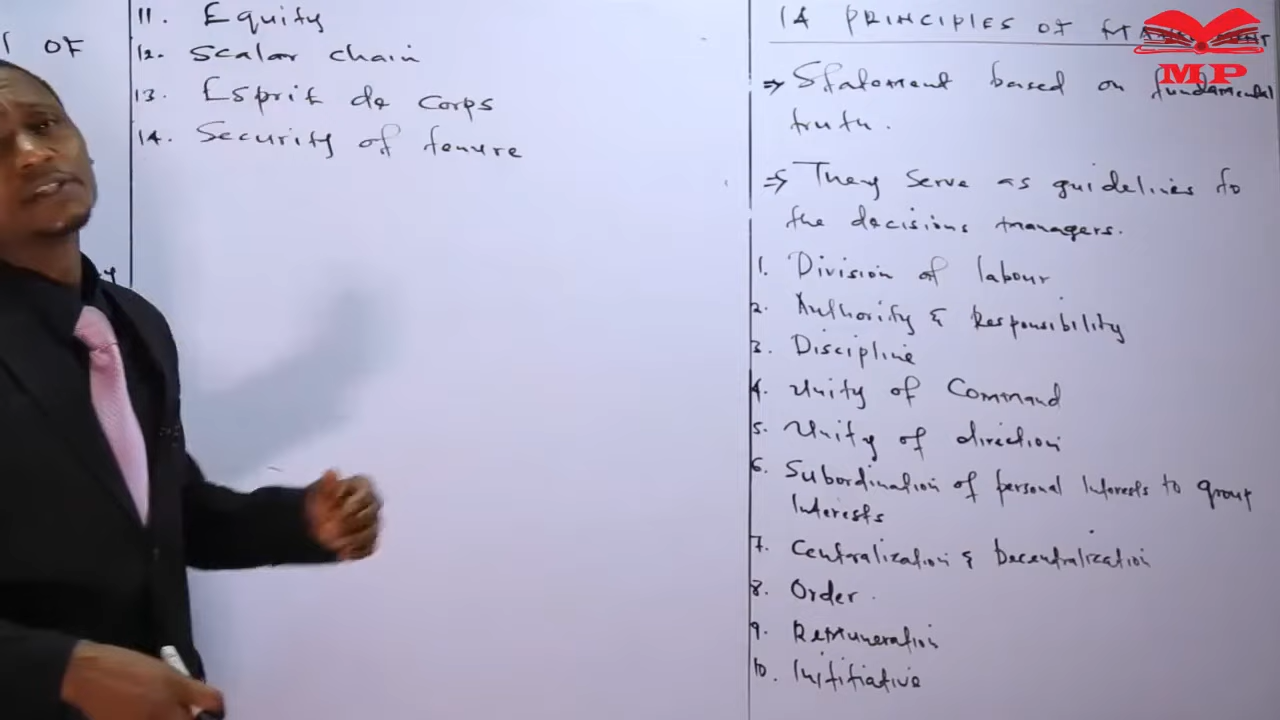 1 OF
11. Equity
12. Scalar chain
13. Esprit de Corps
14. Security of tenure
14 PRINCIPLES OF MANAGEMENT
MP
⇒ Statement based on fundamental
truth.
⇒ They serve as guidelines to
the decisions managers.
1. Division of labour
2. Authority & Responsibility
3. Discipline
4. Unity of Command
5. Unity of direction
6. Subordination of personal Interests to group
Interests
7. Centralization & Decentralization
8. Order.
9. Remuneration
10. Initiative